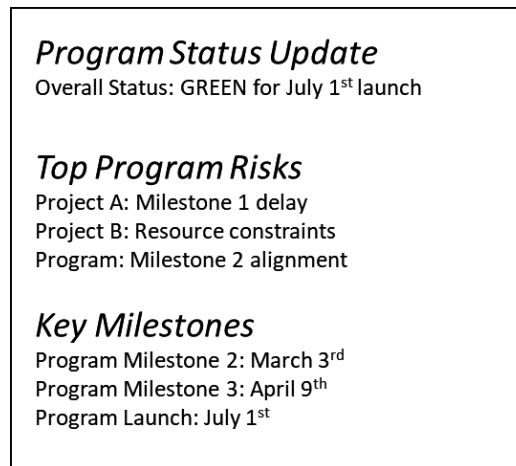 Program Status Update
Overall Status: GREEN for July 1st launch
Top Program Risks
Project A: Milestone 1 delay
Project B: Resource constraints
Program: Milestone 2 alignment
Key Milestones
Program Milestone 2: March 3rd
Program Milestone 3: April 9th
Program Launch: July 1st